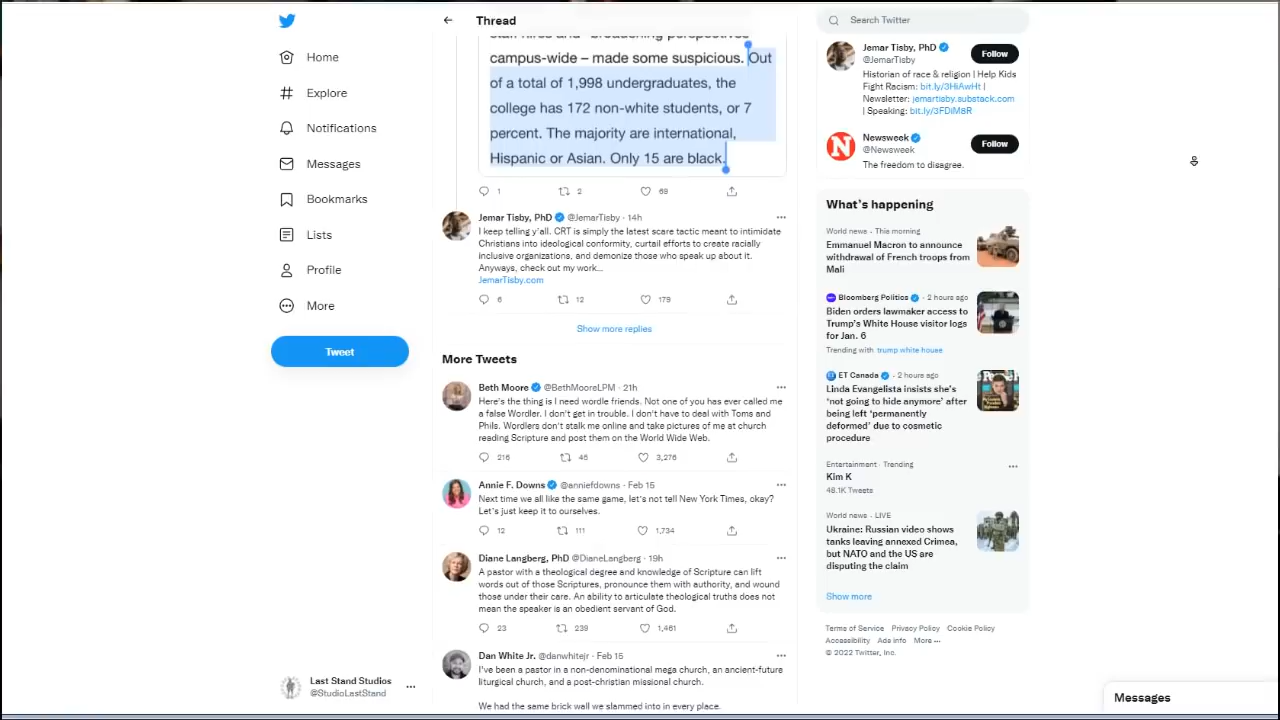 Home
Explore
Notifications
Messages
Bookmarks
Lists
Profile
More
Tweet
Last Stand Studios
@StudioLastStand
Thread
campus-wide – made some suspicious. Out
of a total of 1,998 undergraduates, the
college has 172 non-white students, or 7
percent. The majority are international,
Hispanic or Asian. Only 15 are black.
1 2 69
Jemar Tisby, PhD @JemarTisby · 14h
I keep telling y'all. CRT is simply the latest scare tactic meant to intimidate
Christians into ideological conformity, curtail efforts to create racially
inclusive organizations, and demonize those who speak up about it.
Anyways, check out my work...
JemarTisby.com
6 12 179
Show more replies
More Tweets
Beth Moore @BethMooreLPM · 21h
Here's the thing is I need wordle friends. Not one of you has ever called me
a false Wordler. I don't get in trouble. I don't have to deal with Toms and
Phils. Wordlers don't stalk me online and take pictures of me at church
reading Scripture and post them on the World Wide Web.
216 46 3,276
Annie F. Downs @anniefdowns · Feb 15
Next time we all like the same game, let's not tell New York Times, okay?
Let's just keep it to ourselves.
12 111 1,734
Diane Langberg, PhD @DianeLangberg · 19h
A pastor with a theological degree and knowledge of Scripture can lift
words out of those Scriptures, pronounce them with authority, and wound
those under their care. An ability to articulate theological truths does not
mean the speaker is an obedient servant of God.
23 239 1,461
Dan White Jr. @danwhitejr · Feb 15
I've been a pastor in a non-denominational mega church, an ancient-future
liturgical church, and a post-christian missional church.
We had the same brick wall we slammed into in every place.
Search Twitter
Jemar Tisby, PhD
@JemarTisby
Follow
Historian of race & religion | Help Kids
Fight Racism: bit.ly/3HiAwHt |
Newsletter: jemartisby.substack.com
| Speaking: bit.ly/3FDiM8R
Newsweek
@Newsweek
Follow
The freedom to disagree.
What's happening
World news · This morning
Emmanuel Macron to announce
withdrawal of French troops from
Mali
Bloomberg Politics · 2 hours ago
Biden orders lawmaker access to
Trump's White House visitor logs
for Jan. 6
Trending with trump white house
ET Canada · 2 hours ago
Linda Evangelista insists she's
'not going to hide anymore' after
being left 'permanently
deformed' due to cosmetic
procedure
Entertainment · Trending
Kim K
48.1K Tweets
World news · LIVE
Ukraine: Russian video shows
tanks leaving annexed Crimea,
but NATO and the US are
disputing the claim
Show more
Terms of Service Privacy Policy Cookie Policy
Accessibility Ads info More ···
© 2022 Twitter, Inc.
Messages